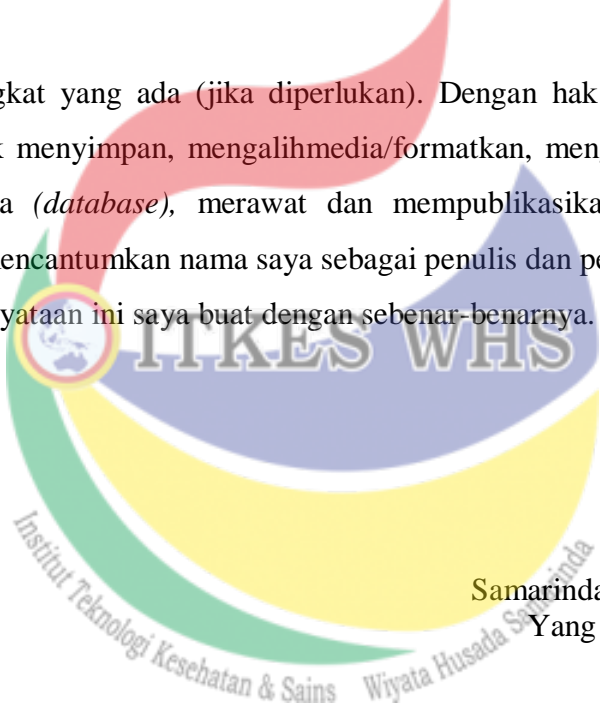 gkat yang ada (jika diperlukan). Dengan hak
k menyimpan, mengalihmedia/formatkan, meng
a (database), merawat dan mempublikasika
encantumkan nama saya sebagai penulis dan pe
yataan ini saya buat dengan sebenar-benarnya.
ITKES WHS
Samarinda
Yang
Institut Teknologi Kesehatan & Sains Wiyata Husada Samarinda